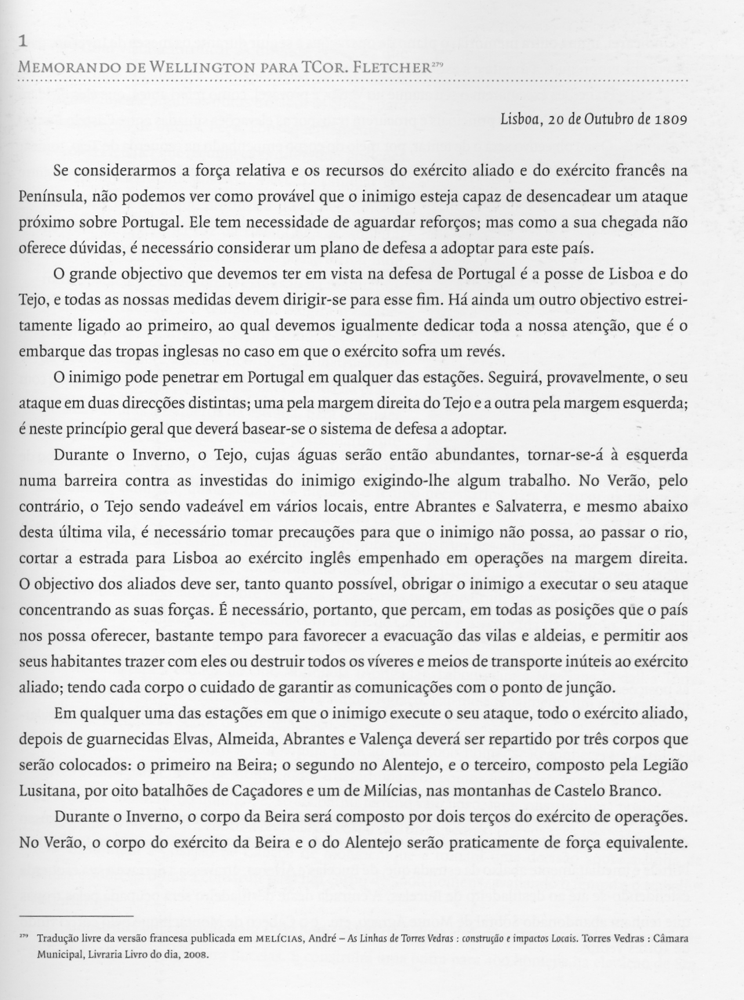 1
MEMORANDO DE WELLINGTON PARA TCOR. FLETCHER²⁷⁹
Lisboa, 20 de Outubro de 1809
Se considerarmos a força relativa e os recursos do exército aliado e do exército francês na
Península, não podemos ver como provável que o inimigo esteja capaz de desencadear um ataque
próximo sobre Portugal. Ele tem necessidade de aguardar reforços; mas como a sua chegada não
oferece dúvidas, é necessário considerar um plano de defesa a adoptar para este país.
O grande objectivo que devemos ter em vista na defesa de Portugal é a posse de Lisboa e do
Tejo, e todas as nossas medidas devem dirigir-se para esse fim. Há ainda um outro objectivo estrei-
tamente ligado ao primeiro, ao qual devemos igualmente dedicar toda a nossa atenção, que é o
embarque das tropas inglesas no caso em que o exército sofra um revés.
O inimigo pode penetrar em Portugal em qualquer das estações. Seguirá, provavelmente, o seu
ataque em duas direcções distintas; uma pela margem direita do Tejo e a outra pela margem esquerda;
é neste princípio geral que deverá basear-se o sistema de defesa a adoptar.
Durante o Inverno, o Tejo, cujas águas serão então abundantes, tornar-se-á à esquerda
numa barreira contra as investidas do inimigo exigindo-lhe algum trabalho. No Verão, pelo
contrário, o Tejo sendo vadeável em vários locais, entre Abrantes e Salvaterra, e mesmo abaixo
desta última vila, é necessário tomar precauções para que o inimigo não possa, ao passar o rio,
cortar a estrada para Lisboa ao exército inglês empenhado em operações na margem direita.
O objectivo dos aliados deve ser, tanto quanto possível, obrigar o inimigo a executar o seu ataque
concentrando as suas forças. É necessário, portanto, que percam, em todas as posições que o país
nos possa oferecer, bastante tempo para favorecer a evacuação das vilas e aldeias, e permitir aos
seus habitantes trazer com eles ou destruir todos os víveres e meios de transporte inúteis ao exército
aliado; tendo cada corpo o cuidado de garantir as comunicações com o ponto de junção.
Em qualquer uma das estações em que o inimigo execute o seu ataque, todo o exército aliado,
depois de guarnecidas Elvas, Almeida, Abrantes e Valença deverá ser repartido por três corpos que
serão colocados: o primeiro na Beira; o segundo no Alentejo, e o terceiro, composto pela Legião
Lusitana, por oito batalhões de Caçadores e um de Milícias, nas montanhas de Castelo Branco.
Durante o Inverno, o corpo da Beira será composto por dois terços do exército de operações.
No Verão, o corpo do exército da Beira e o do Alentejo serão praticamente de força equivalente.
²⁷⁹ Tradução livre da versão francesa publicada em MELÍCIAS, André – As Linhas de Torres Vedras : construção e impactos Locais. Torres Vedras : Câmara
Municipal, Livraria Livro do dia, 2008.